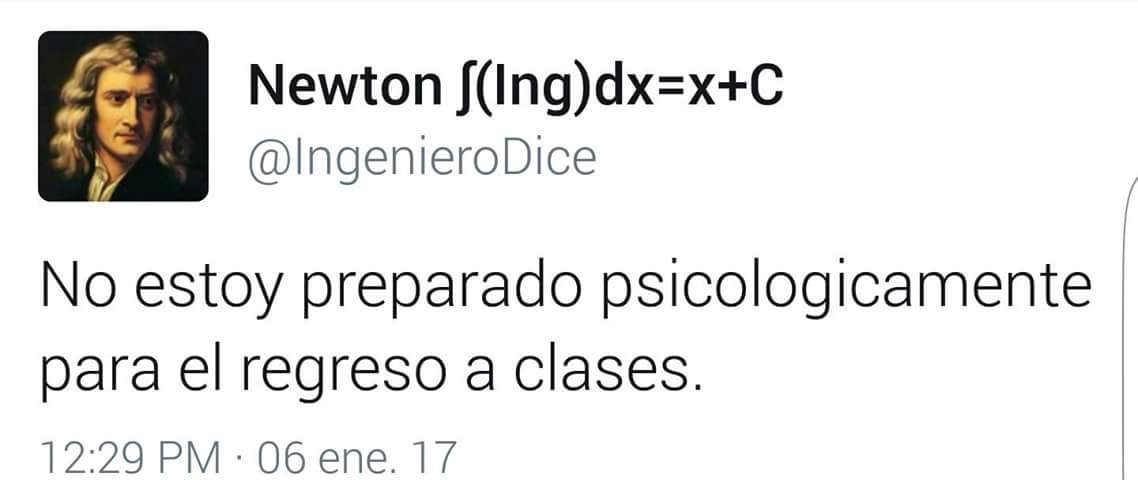 Newton ∫(Ing)dx=x+C
@IngenieroDice
No estoy preparado psicologicamente
para el regreso a clases.
12:29 PM · 06 ene. 17